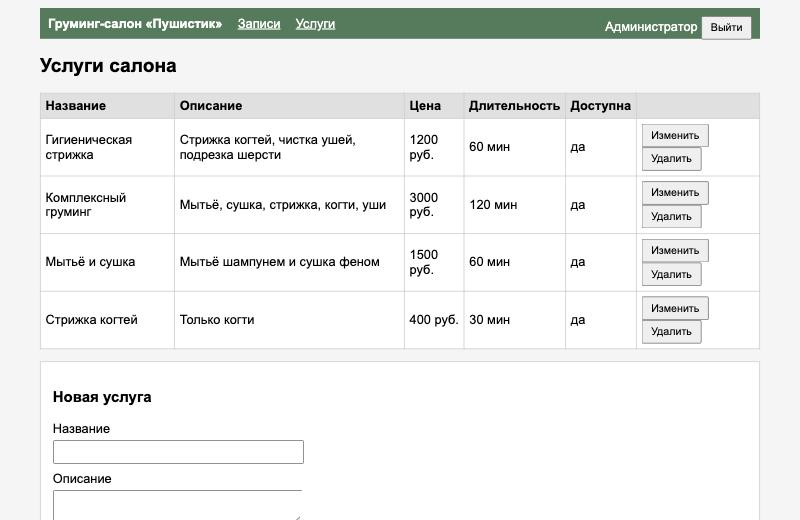 Груминг-салон «Пушистик» Записи Услуги Администратор Выйти
Услуги салона
Название Описание Цена Длительность Доступна
Гигиеническая стрижка Стрижка когтей, чистка ушей, подрезка шерсти 1200 руб. 60 мин да Изменить Удалить
Комплексный груминг Мытьё, сушка, стрижка, когти, уши 3000 руб. 120 мин да Изменить Удалить
Мытьё и сушка Мытьё шампунем и сушка феном 1500 руб. 60 мин да Изменить Удалить
Стрижка когтей Только когти 400 руб. 30 мин да Изменить Удалить
Новая услуга
Название
Описание